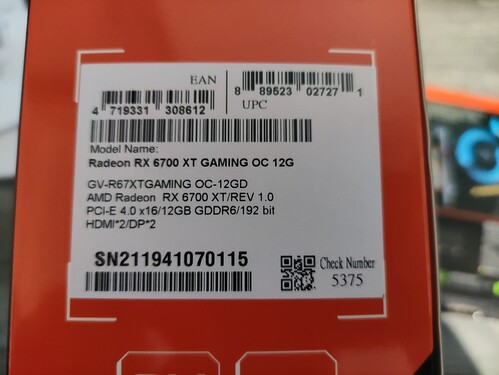 EAN
4 719331 308612
8 89523 02727 1
UPC
Model Name:
Radeon RX 6700 XT GAMING OC 12G
GV-R67XTGAMING OC-12GD
AMD Radeon RX 6700 XT/REV 1.0
PCI-E 4.0 x16/12GB GDDR6/192 bit
HDMI*2/DP*2
SN211941070115
Check Number
5375